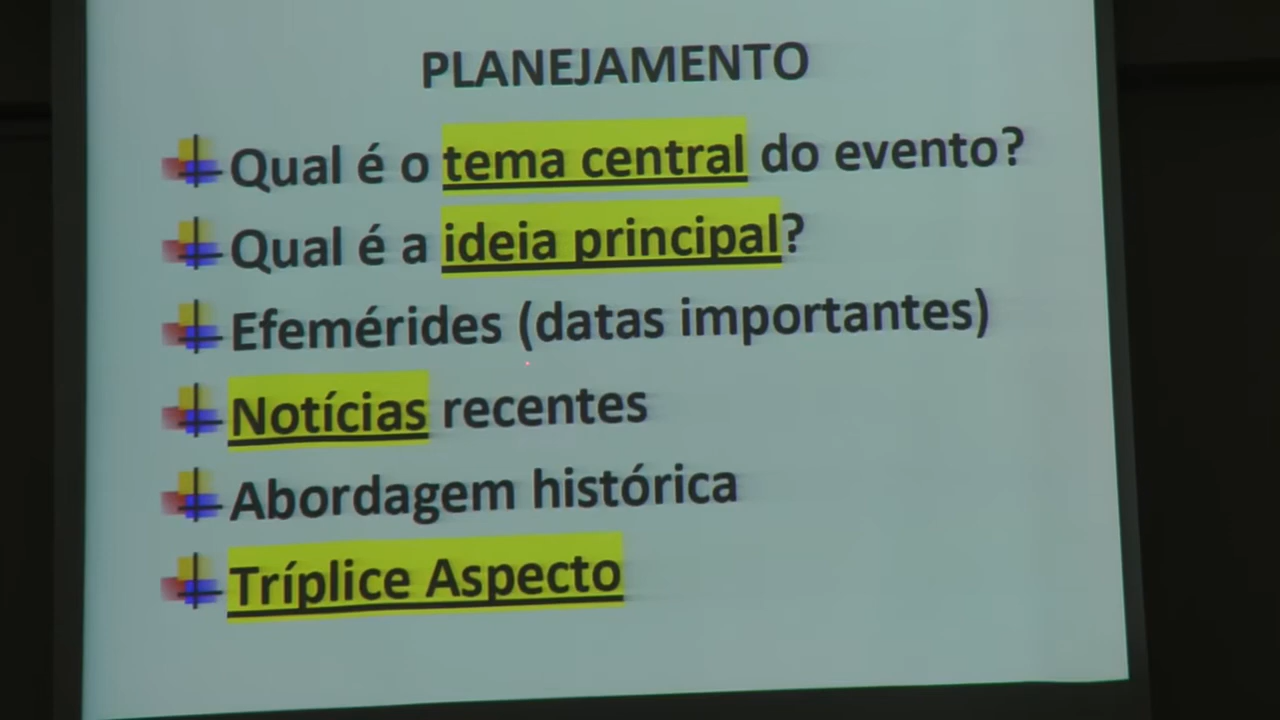 PLANEJAMENTO
Qual é o tema central do evento?
Qual é a ideia principal?
Efemérides (datas importantes)
Notícias recentes
Abordagem histórica
Tríplice Aspecto